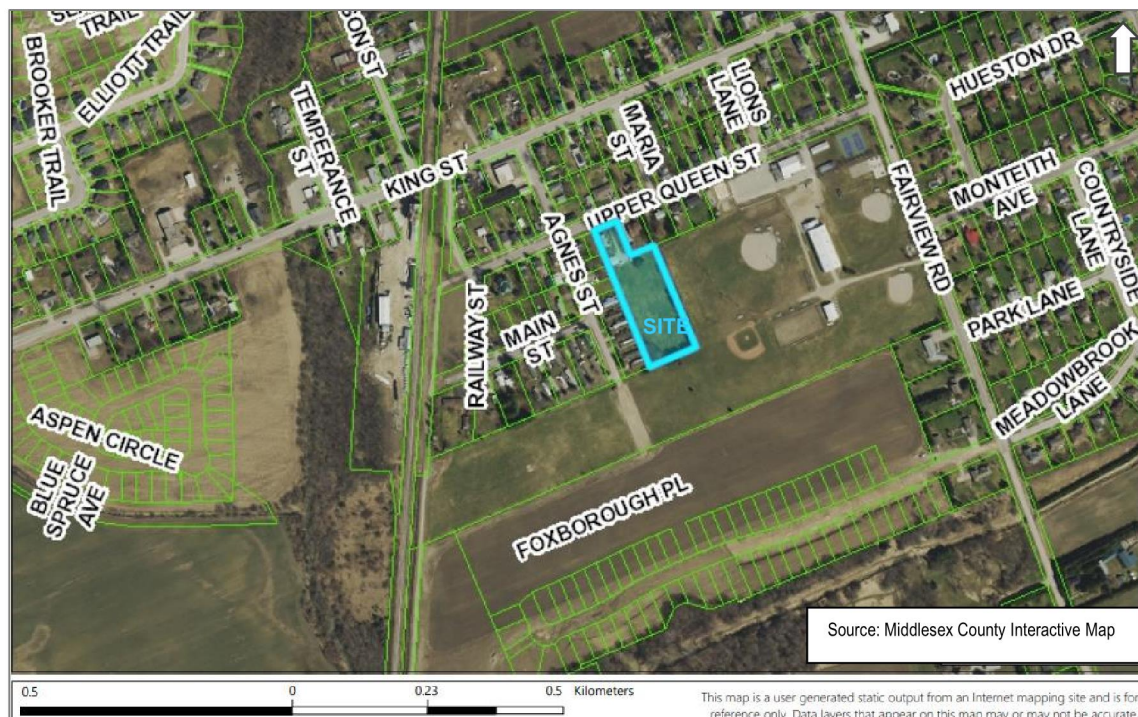 TRAIL
BROOKER TRAIL
ELLIOTT TRAIL
SON ST
TEMPERANCE
ST
KING ST
MARIA
ST
LIONS
LANE
HUESTON DR
UPPER QUEEN ST
MONTEITH
AVE
FAIRVIEW RD
COUNTRYSIDE
LANE
AGNES ST
RAILWAY ST
MAIN
ST
SITE
PARK LANE
MEADOWBROOK
LANE
ASPEN CIRCLE
BLUE
SPRUCE
AVE
FOXBOROUGH PL
Source: Middlesex County Interactive Map
0.5 0 0.23 0.5 Kilometers
This map is a user generated static output from an Internet mapping site and is for
reference only. Data layers that appear on this map may or may not be accurate